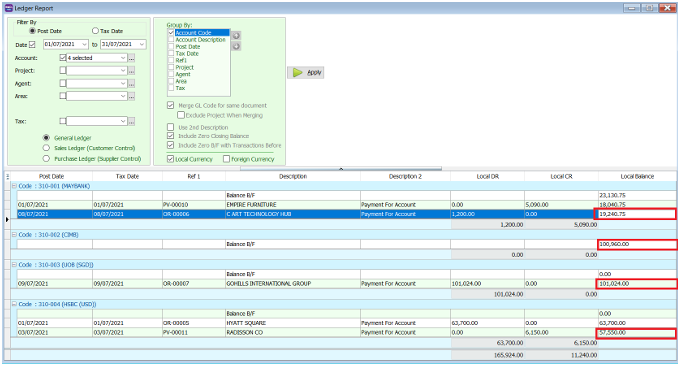 Ledger Report
Filter By
Post Date Tax Date
Date 01/07/2021 to 31/07/2021
Account: 4 selected ...
Project: ...
Agent: ...
Area: ...
Tax: ...
General Ledger
Sales Ledger (Customer Control)
Purchase Ledger (Supplier Control)
Group By:
Account Code
Account Description
Post Date
Tax Date
Ref1
Project
Agent
Area
Tax
Merge GL Code for same document
Exclude Project When Merging
Use 2nd Description
Include Zero Closing Balance
Include Zero B/F with Transactions Before
Local Currency Foreign Currency
Apply
Post Date Tax Date Ref 1 Description Description 2 Local DR Local CR Local Balance
Code : 310-001 (MAYBANK)
Balance B/F 23,130.75
01/07/2021 01/07/2021 PV-00010 EMPIRE FURNITURE Payment For Account 0.00 5,090.00 18,040.75
08/07/2021 08/07/2021 OR-00006 C ART TECHNOLOGY HUB Payment For Account 1,200.00 0.00 19,240.75
1,200.00 5,090.00
Code : 310-002 (CIMB)
Balance B/F 100,960.00
0.00 0.00
Code : 310-003 (UOB (SGD))
Balance B/F 0.00
09/07/2021 09/07/2021 OR-00007 GOHILLS INTERNATIONAL GROUP Payment For Account 101,024.00 0.00 101,024.00
101,024.00 0.00
Code : 310-004 (HSBC (USD))
Balance B/F 0.00
01/07/2021 01/07/2021 OR-00005 HYATT SQUARE Payment For Account 63,700.00 0.00 63,700.00
03/07/2021 03/07/2021 PV-00011 RADISSON CO Payment For Account 0.00 6,150.00 57,550.00
63,700.00 6,150.00
165,924.00 11,240.00